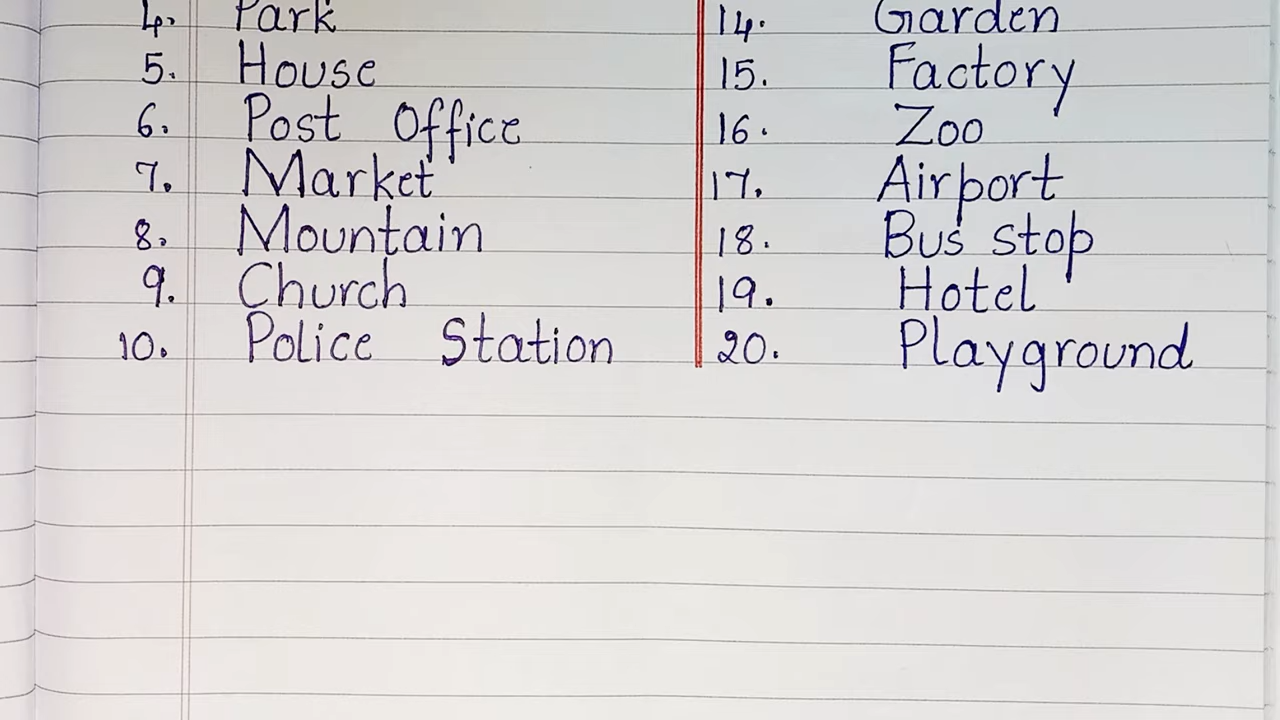 4. Park
5. House
6. Post Office
7. Market
8. Mountain
9. Church
10. Police Station
14. Garden
15. Factory
16. Zoo
17. Airport
18. Bus stop
19. Hotel
20. Playground